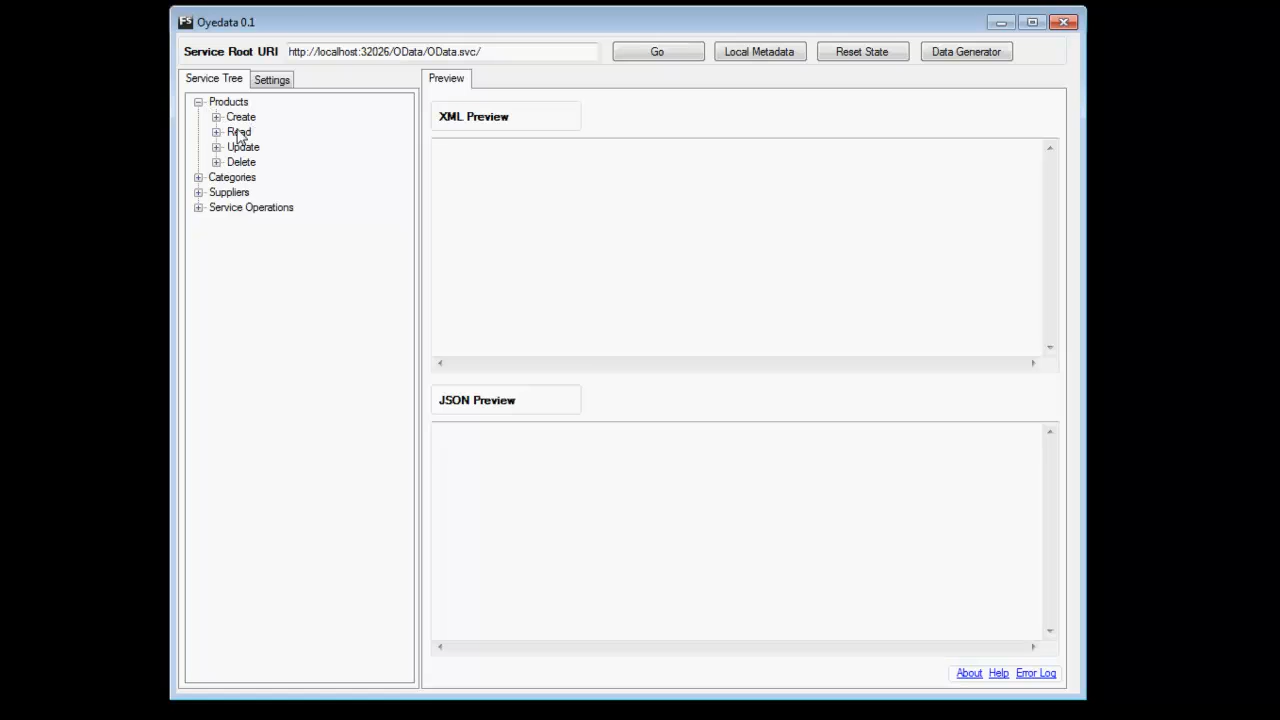 FS Oyedata 0.1
Service Root URI http://localhost:32026/OData/OData.svc/ Go Local Metadata Reset State Data Generator
Service Tree Settings Preview
Products
Create
Read
Update
Delete
Categories
Suppliers
Service Operations
XML Preview
JSON Preview
About Help Error Log